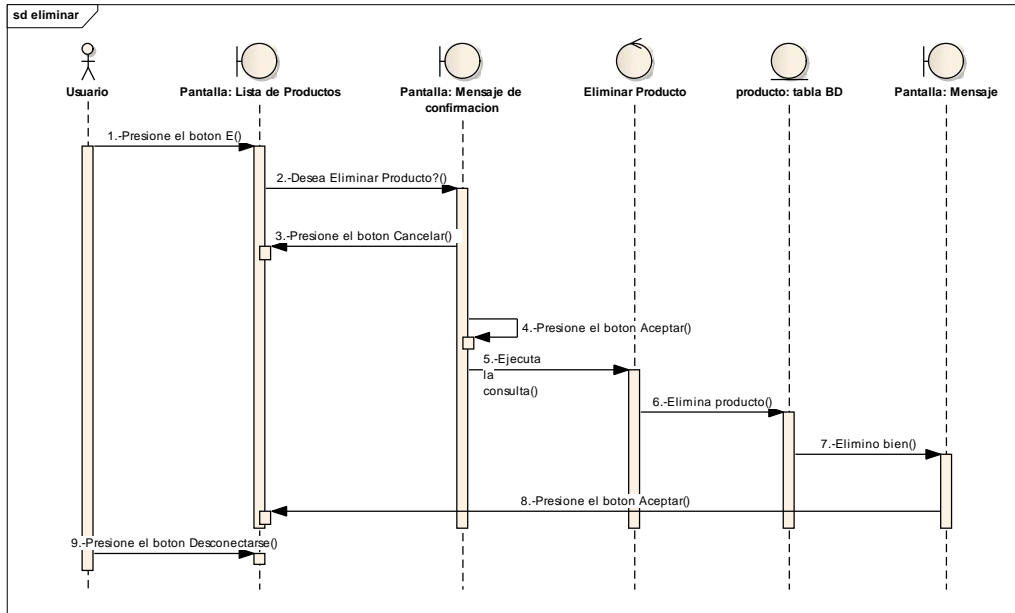 sd eliminar
Usuario
Pantalla: Lista de Productos
Pantalla: Mensaje de
confirmacion
Eliminar Producto
producto: tabla BD
Pantalla: Mensaje
1.-Presione el boton E()
2.-Desea Eliminar Producto?()
3.-Presione el boton Cancelar()
4.-Presione el boton Aceptar()
5.-Ejecuta
la
consulta()
6.-Elimina producto()
7.-Elimino bien()
8.-Presione el boton Aceptar()
9.-Presione el boton Desconectarse()